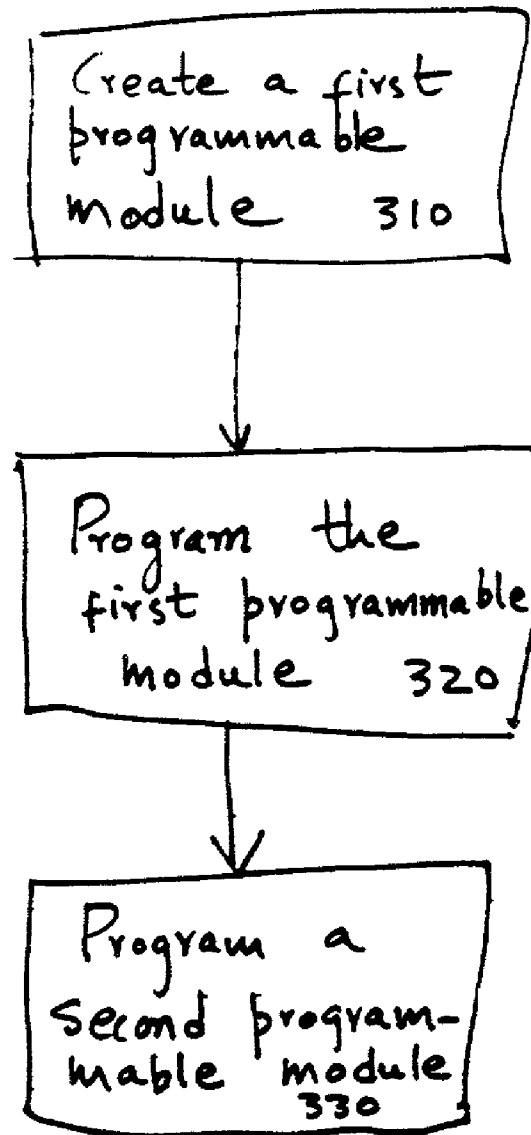 Create a first
programmable
module 310
Program the
first programmable
module 320
Program a
second program-
mable module
330